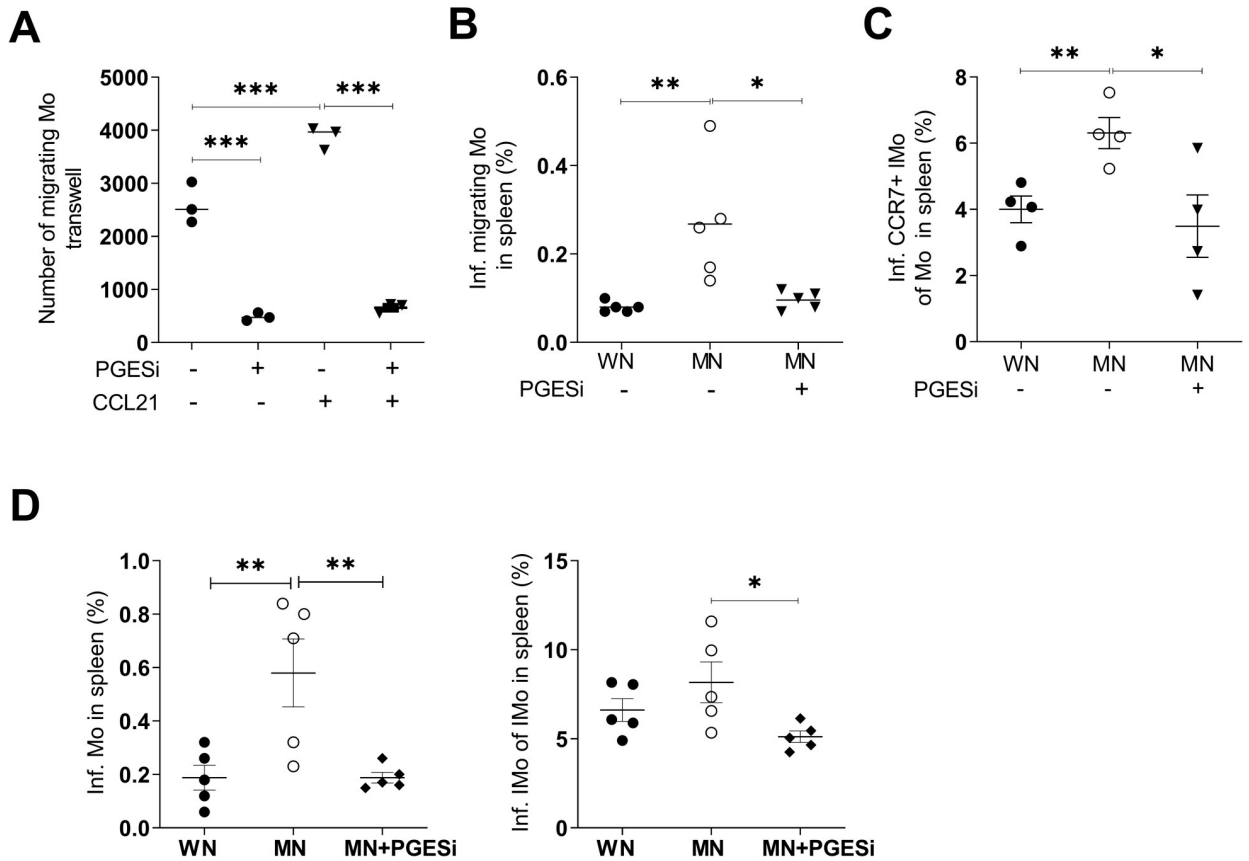 A
Number of migrating Mo
transwell
5000
4000
3000
2000
1000
0
***
***
***
PGESi - + - +
CCL21 - - + +
B
Inf. migrating Mo
in spleen (%)
0.6
0.4
0.2
0.0
**
*
WN MN MN
PGESi - - +
C
Inf. CCR7+ IMo
of Mo in spleen (%)
8
6
4
2
0
**
*
WN MN MN
PGESi - - +
D
Inf. Mo in spleen (%)
1.0
0.8
0.6
0.4
0.2
0.0
**
**
WN MN MN+PGESi
Inf. IMo of IMo in spleen (%)
15
10
5
0
*
WN MN MN+PGESi